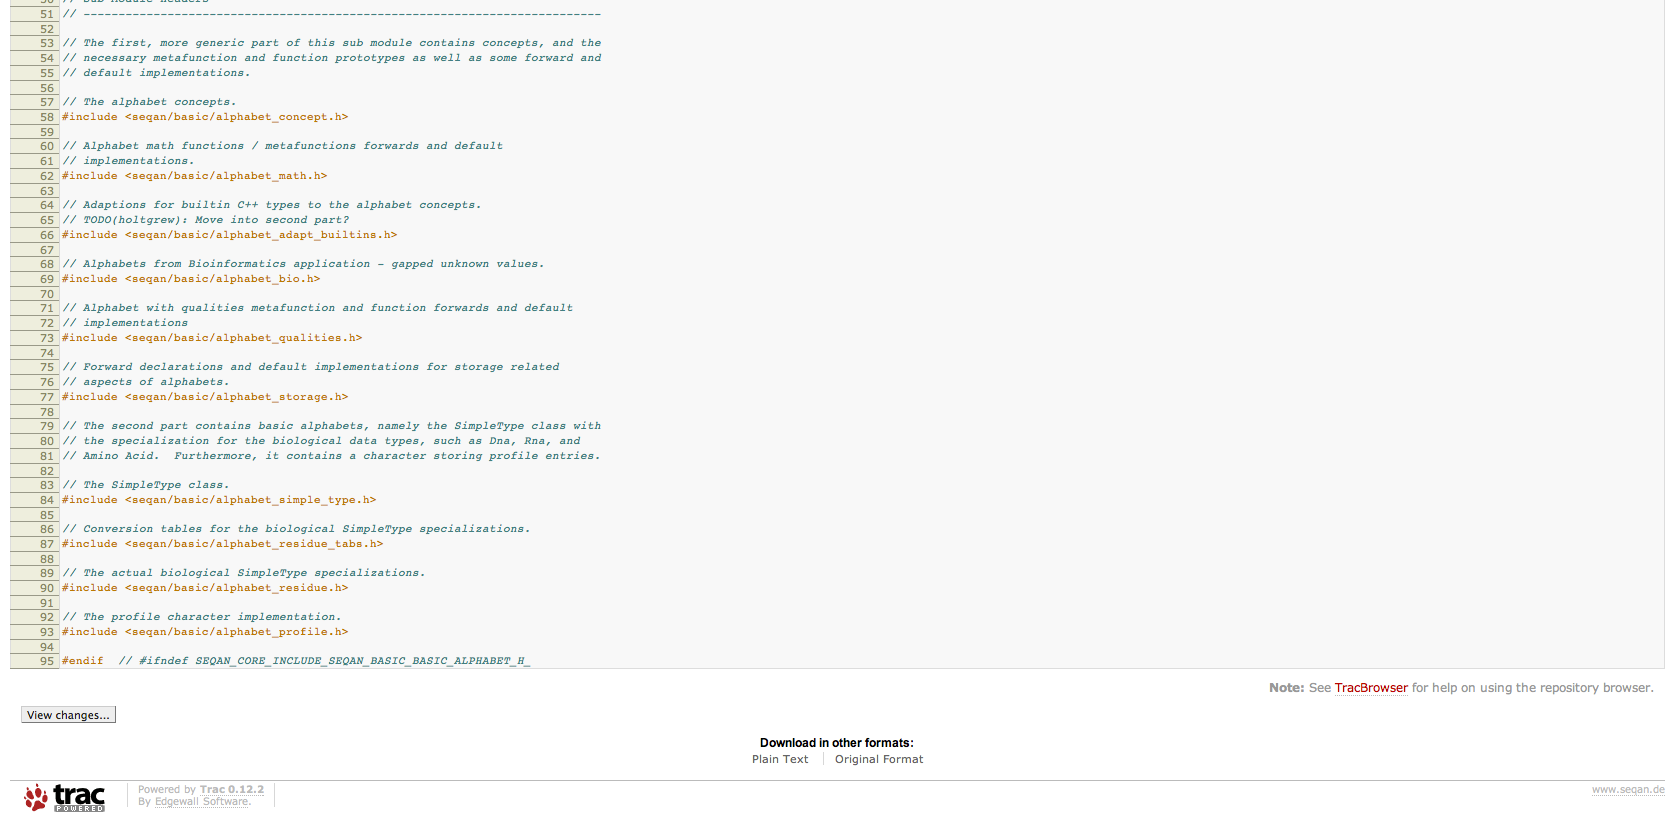 50 // Sub-Module Headers
51 // --------------------------------------------------------------------------
52
53 // The first, more generic part of this sub module contains concepts, and the
54 // necessary metafunction and function prototypes as well as some forward and
55 // default implementations.
56
57 // The alphabet concepts.
58 #include <seqan/basic/alphabet_concept.h>
59
60 // Alphabet math functions / metafunctions forwards and default
61 // implementations.
62 #include <seqan/basic/alphabet_math.h>
63
64 // Adaptions for builtin C++ types to the alphabet concepts.
65 // TODO(holtgrew): Move into second part?
66 #include <seqan/basic/alphabet_adapt_builtins.h>
67
68 // Alphabets from Bioinformatics application - gapped unknown values.
69 #include <seqan/basic/alphabet_bio.h>
70
71 // Alphabet with qualities metafunction and function forwards and default
72 // implementations
73 #include <seqan/basic/alphabet_qualities.h>
74
75 // Forward declarations and default implementations for storage related
76 // aspects of alphabets.
77 #include <seqan/basic/alphabet_storage.h>
78
79 // The second part contains basic alphabets, namely the SimpleType class with
80 // the specialization for the biological data types, such as Dna, Rna, and
81 // Amino Acid.  Furthermore, it contains a character storing profile entries.
82
83 // The SimpleType class.
84 #include <seqan/basic/alphabet_simple_type.h>
85
86 // Conversion tables for the biological SimpleType specializations.
87 #include <seqan/basic/alphabet_residue_tabs.h>
88
89 // The actual biological SimpleType specializations.
90 #include <seqan/basic/alphabet_residue.h>
91
92 // The profile character implementation.
93 #include <seqan/basic/alphabet_profile.h>
94
95 #endif  // #ifndef SEQAN_CORE_INCLUDE_SEQAN_BASIC_BASIC_ALPHABET_H_
Note: See TracBrowser for help on using the repository browser.
View changes...
Download in other formats:
Plain Text Original Format
trac
POWERED
Powered by Trac 0.12.2
By Edgewall Software.
www.seqan.de